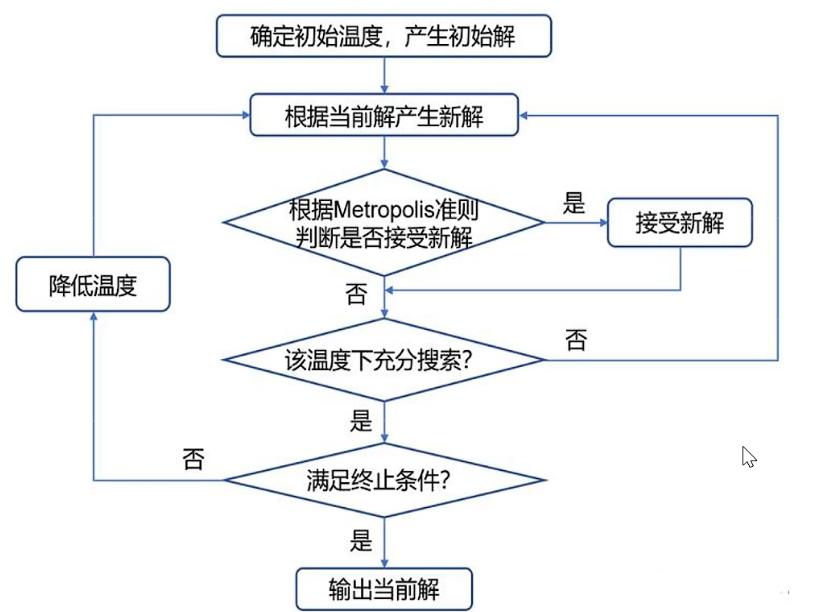 确定初始温度，产生初始解
根据当前解产生新解
根据Metropolis准则
判断是否接受新解
是
接受新解
降低温度
否
该温度下充分搜索?
否
是
否
满足终止条件?
是
输出当前解